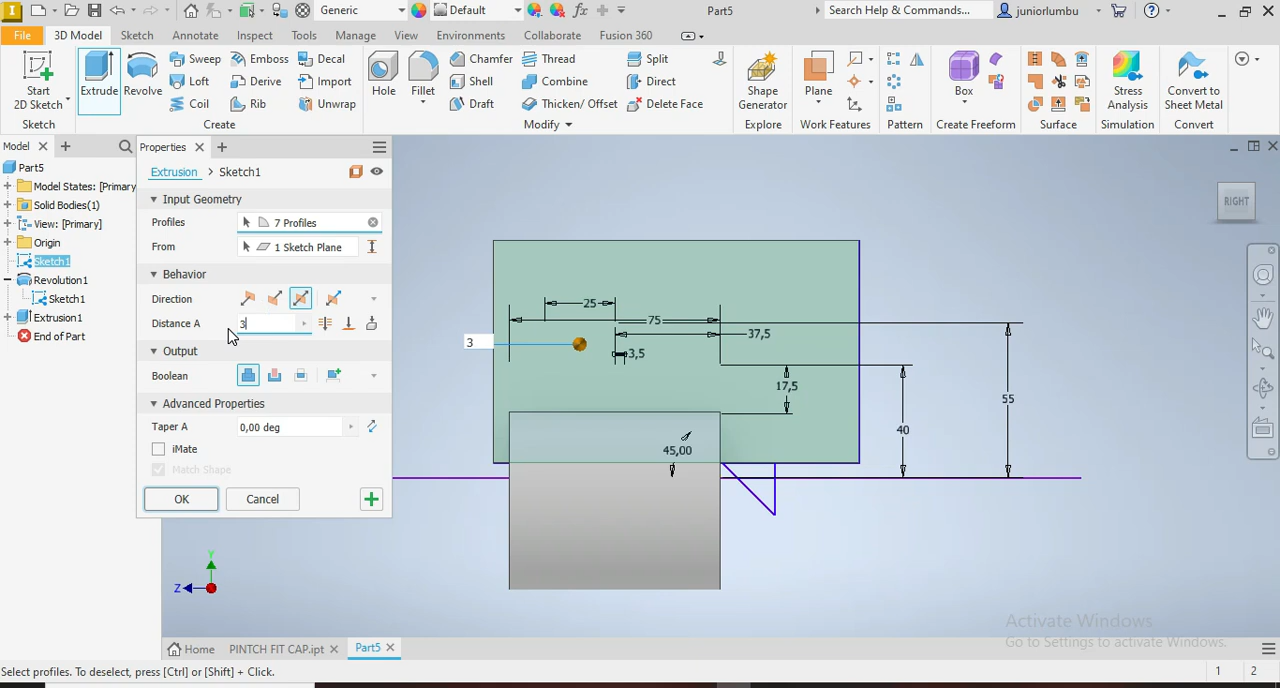 Generic
Default
Part5
Search Help & Commands...
juniorlumbu
File
3D Model
Sketch
Annotate
Inspect
Tools
Manage
View
Environments
Collaborate
Fusion 360
Start
2D Sketch
Extrude
Revolve
Sweep
Emboss
Decal
Loft
Derive
Import
Coil
Rib
Unwrap
Hole
Fillet
Chamfer
Thread
Split
Shell
Combine
Direct
Draft
Thicken/ Offset
Delete Face
Shape
Generator
Plane
Box
Stress
Analysis
Convert to
Sheet Metal
Sketch
Create
Modify
Explore
Work Features
Pattern
Create Freeform
Surface
Simulation
Convert
Model
Part5
Model States: [Primary
Solid Bodies(1)
View: [Primary]
Origin
Sketch1
Revolution1
Sketch1
Extrusion1
End of Part
Properties
Extrusion > Sketch1
Input Geometry
Profiles
7 Profiles
From
1 Sketch Plane
Behavior
Direction
Distance A
3
Output
Boolean
Advanced Properties
Taper A
0,00 deg
iMate
Match Shape
OK
Cancel
RIGHT
25
75
37,5
3
3,5
17,5
55
40
45,00
Y
Z
Activate Windows
Go to Settings to activate Windows.
Home
PINTCH FIT CAP.ipt
Part5
Select profiles. To deselect, press [Ctrl] or [Shift] + Click.
1
2